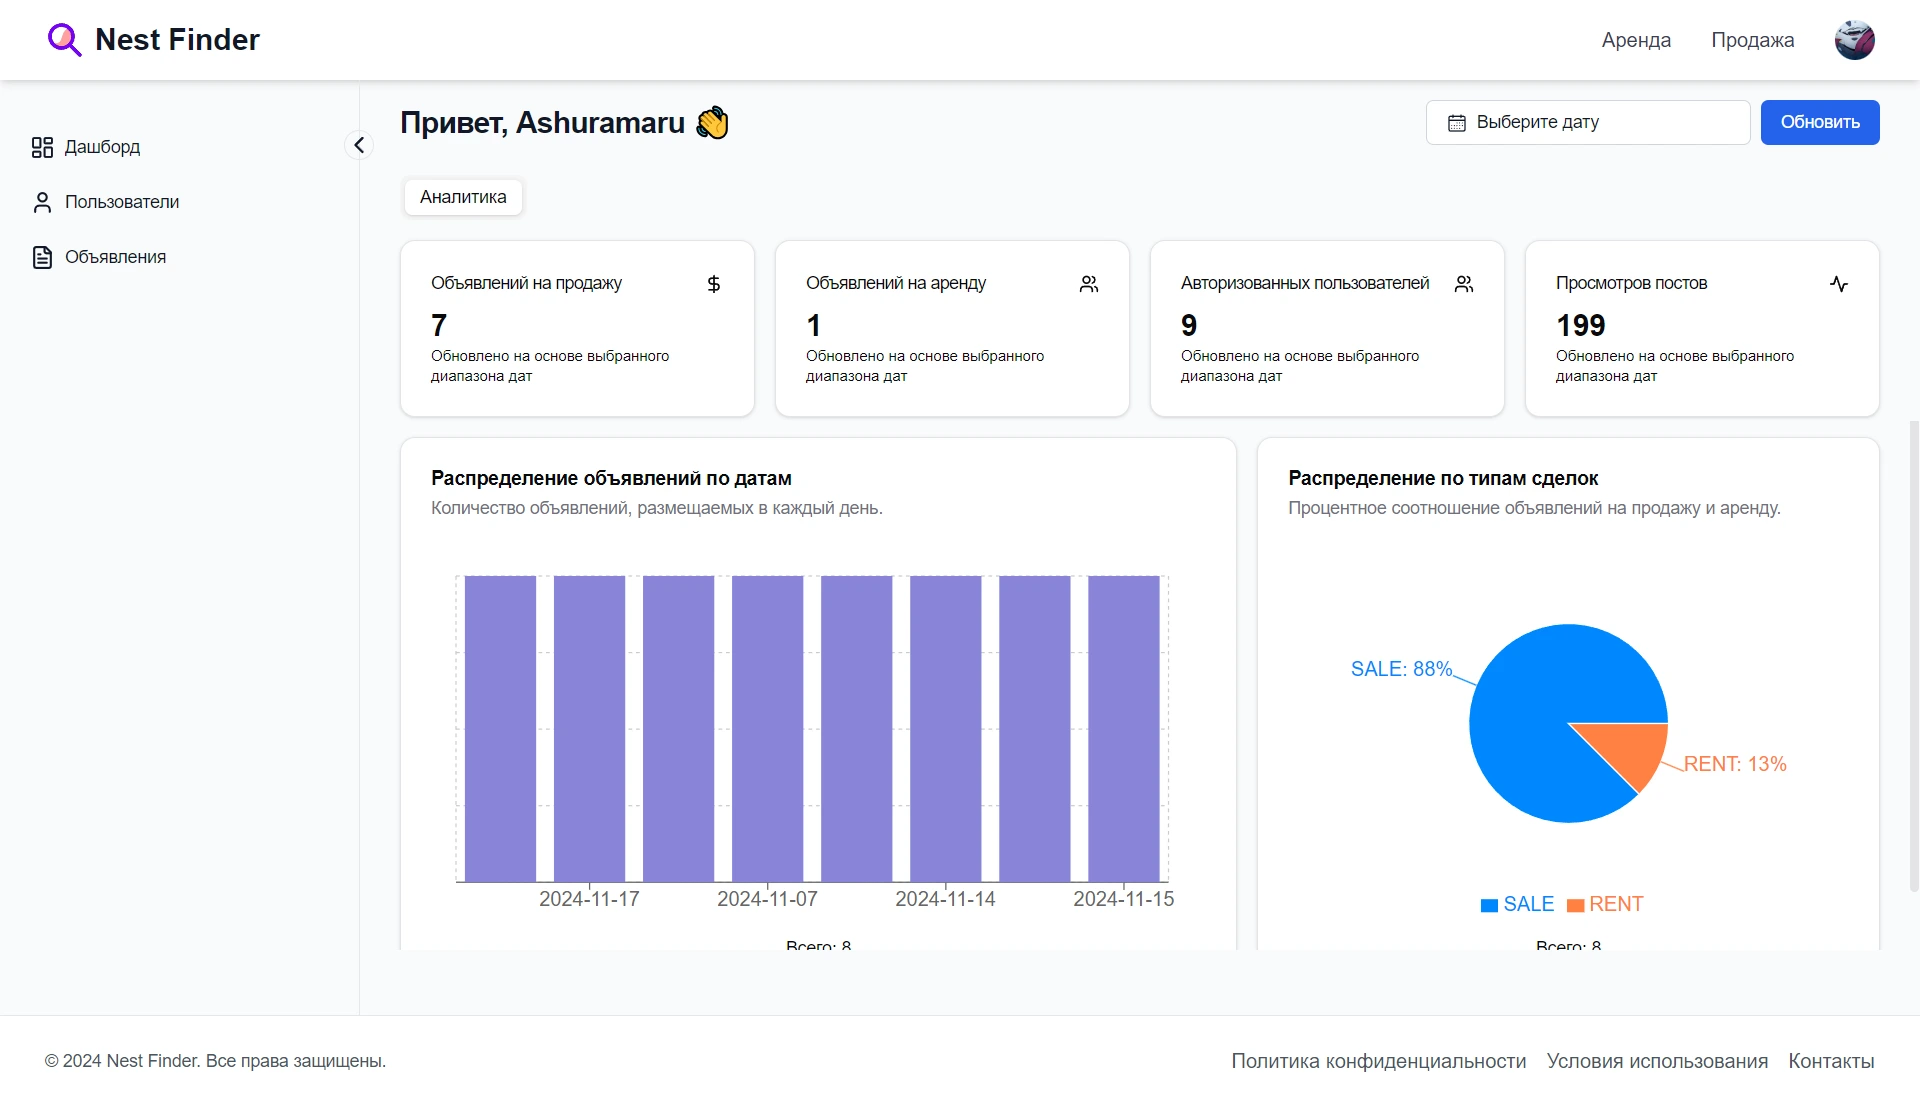 Nest Finder
Аренда
Продажа
Дашборд
Пользователи
Объявления
Привет, Ashuramaru 👋
Выберите дату
Обновить
Аналитика
Объявлений на продажу
7
Обновлено на основе выбранного
диапазона дат
Объявлений на аренду
1
Обновлено на основе выбранного
диапазона дат
Авторизованных пользователей
9
Обновлено на основе выбранного
диапазона дат
Просмотров постов
199
Обновлено на основе выбранного
диапазона дат
Распределение объявлений по датам
Количество объявлений, размещаемых в каждый день.
2024-11-17
2024-11-07
2024-11-14
2024-11-15
Всего: 8
Распределение по типам сделок
Процентное соотношение объявлений на продажу и аренду.
SALE: 88%
RENT: 13%
SALE
RENT
Всего: 8
© 2024 Nest Finder. Все права защищены.
Политика конфиденциальности
Условия использования
Контакты